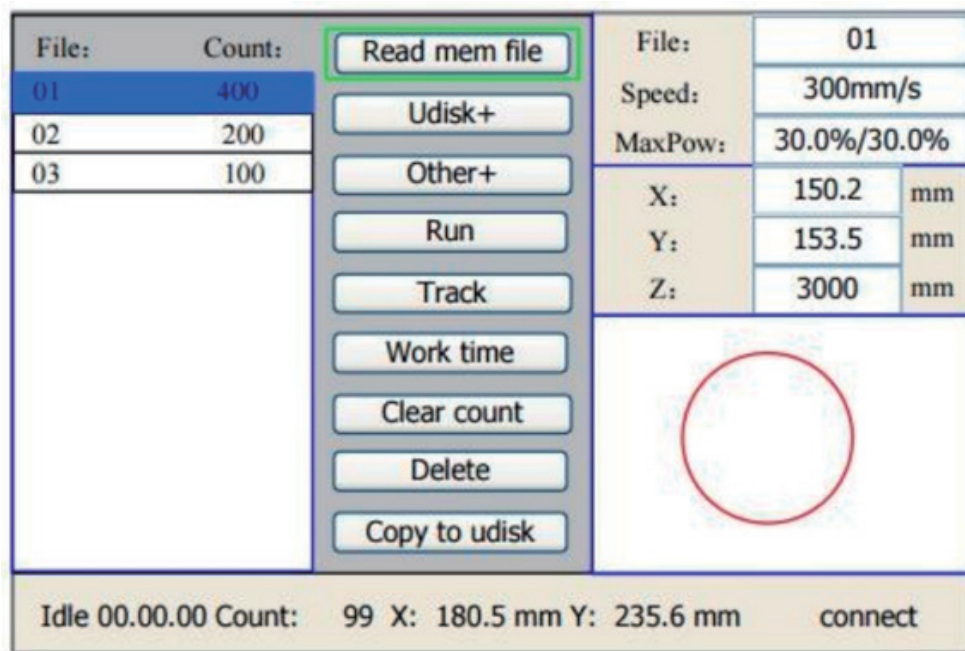 File: Count:
01 400
02 200
03 100
Read mem file
Udisk+
Other+
Run
Track
Work time
Clear count
Delete
Copy to udisk
File: 01
Speed: 300mm/s
MaxPow: 30.0%/30.0%
X: 150.2 mm
Y: 153.5 mm
Z: 3000 mm
Idle 00.00.00 Count: 99 X: 180.5 mm Y: 235.6 mm connect